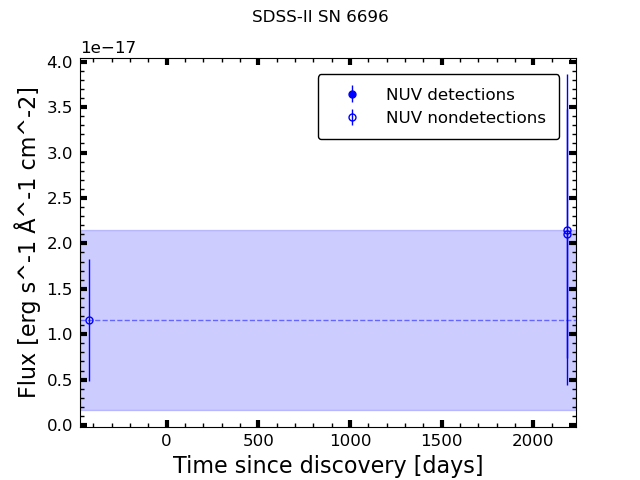 SDSS-II SN 6696
1e−17
4.0
3.5
3.0
2.5
2.0
1.5
1.0
0.5
0.0
Flux [erg s^-1 Å^-1 cm^-2]
NUV detections
NUV nondetections
0 500 1000 1500 2000
Time since discovery [days]